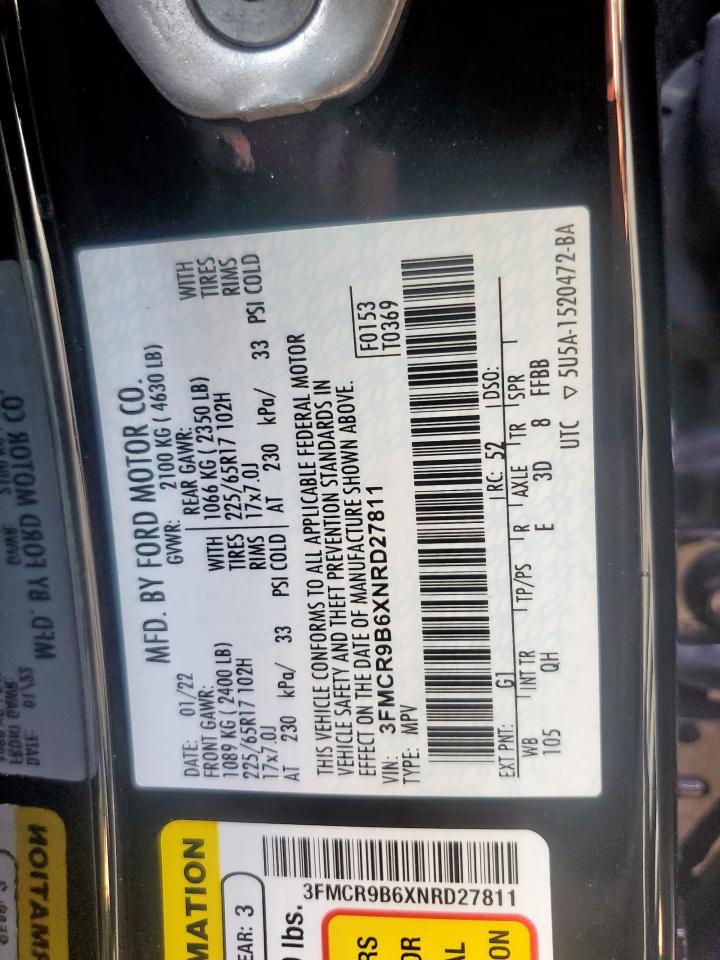 MFD. BY FORD MOTOR CO.
DATE: 01/22 GVWR: 2100 KG ( 4630 LB)
FRONT GAWR: REAR GAWR:
1089 KG ( 2400 LB) WITH 1066 KG ( 2350 LB) WITH
225/65R17 102H TIRES 225/65R17 102H TIRES
17x7.0J RIMS 17x7.0J RIMS
AT 230 kPa/ 33 PSI COLD AT 230 kPa/ 33 PSI COLD
THIS VEHICLE CONFORMS TO ALL APPLICABLE FEDERAL MOTOR
VEHICLE SAFETY AND THEFT PREVENTION STANDARDS IN
EFFECT ON THE DATE OF MANUFACTURE SHOWN ABOVE.
VIN: 3FMCR9B6XNRD27811
TYPE: MPV
F0153
T0369
EXT PNT: G1 RC: 52 DSO:
WB INT TR TP/PS R AXLE TR SPR
105 QH E 3D 8 FFBB
UTC ▽ 5U5A-1520472-BA
MATION
EAR: 3
lbs.
3FMCR9B6XNRD27811
RS
OR
AL
ON